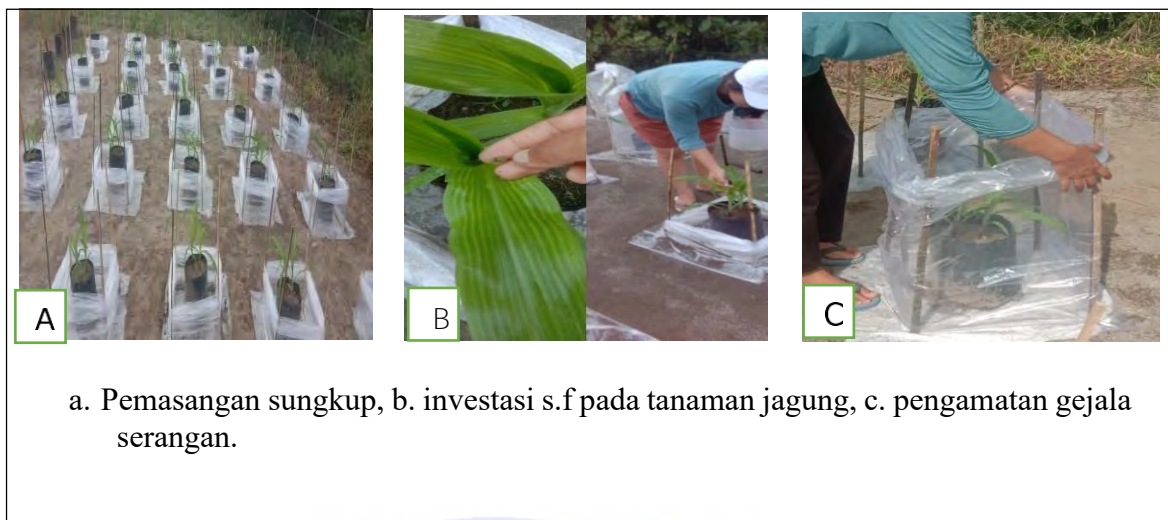 A
B
C
a. Pemasangan sungkup, b. investasi s.f pada tanaman jagung, c. pengamatan gejala
serangan.